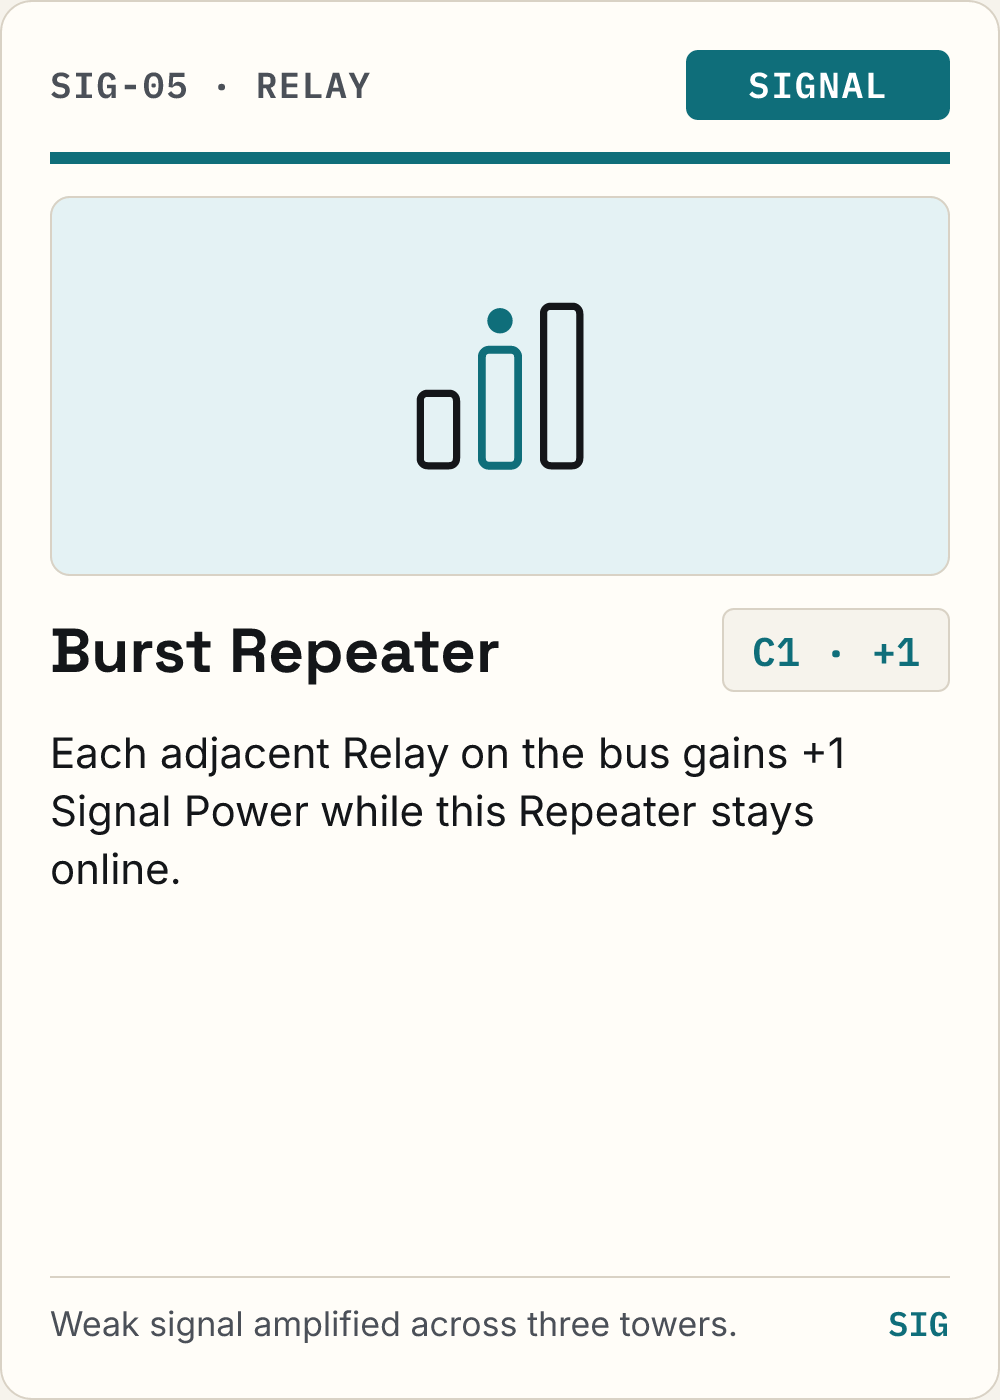 SIG-05 · RELAY
SIGNAL
Burst Repeater
C1 · +1
Each adjacent Relay on the bus gains +1
Signal Power while this Repeater stays
online.
Weak signal amplified across three towers.
SIG